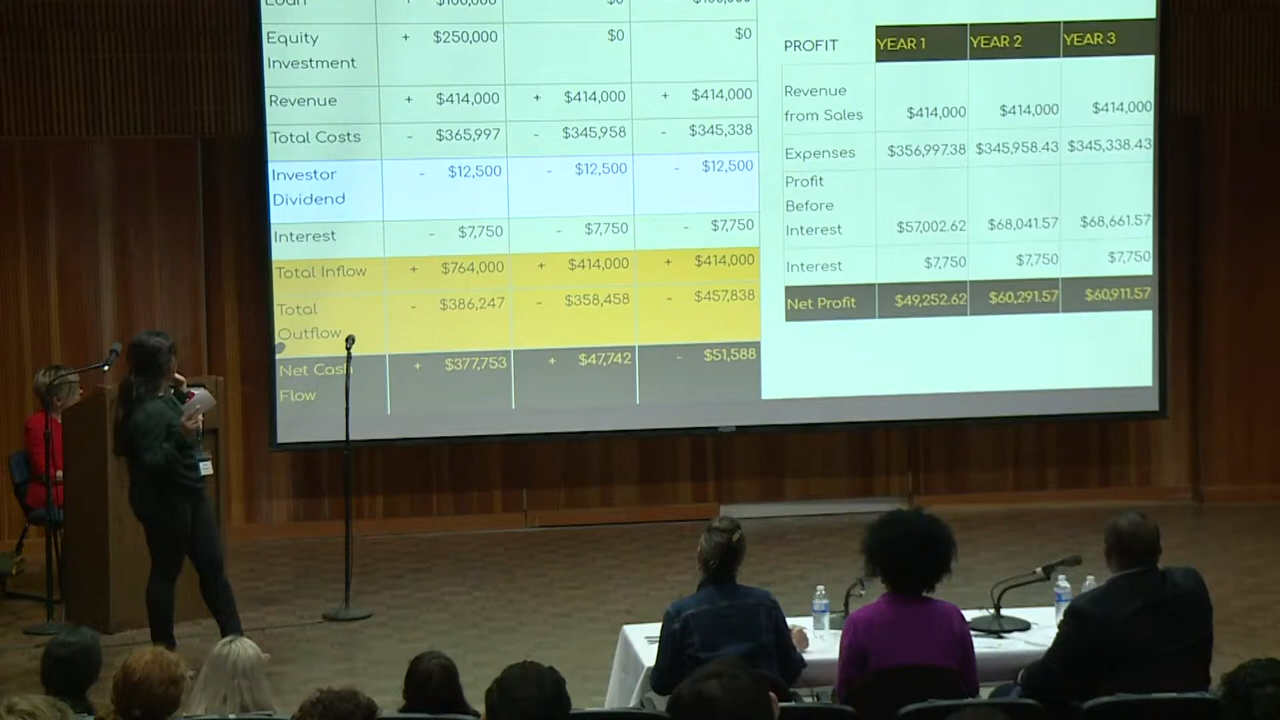 Loan + $100,000 $0 - $100,000
Equity + $250,000 $0 $0
Investment
Revenue + $414,000 + $414,000 + $414,000
Total Costs - $365,997 - $345,958 - $345,338
Investor - $12,500 - $12,500 - $12,500
Dividend
Interest - $7,750 - $7,750 - $7,750
Total Inflow + $764,000 + $414,000 + $414,000
Total - $386,247 - $358,458 - $457,838
Outflow
Net Cash + $377,753 + $47,742 - $51,588
Flow
PROFIT YEAR 1 YEAR 2 YEAR 3
Revenue
from Sales $414,000 $414,000 $414,000
Expenses $356,997.38 $345,958.43 $345,338.43
Profit
Before
Interest $57,002.62 $68,041.57 $68,661.57
Interest $7,750 $7,750 $7,750
Net Profit $49,252.62 $60,291.57 $60,911.57